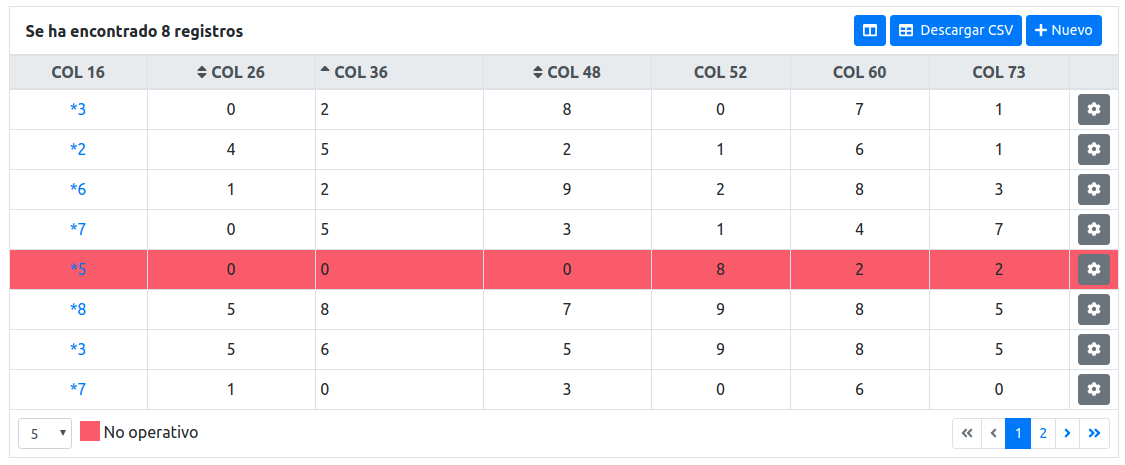 Se ha encontrado 8 registros Descargar CSV Nuevo
COL 16 COL 26 COL 36 COL 48 COL 52 COL 60 COL 73
*3 0 2 8 0 7 1
*2 4 5 2 1 6 1
*6 1 2 9 2 8 3
*7 0 5 3 1 4 7
*5 0 0 0 8 2 2
*8 5 8 7 9 8 5
*3 5 6 5 9 8 5
*7 1 0 3 0 6 0
5 No operativo « ‹ 1 2 › »